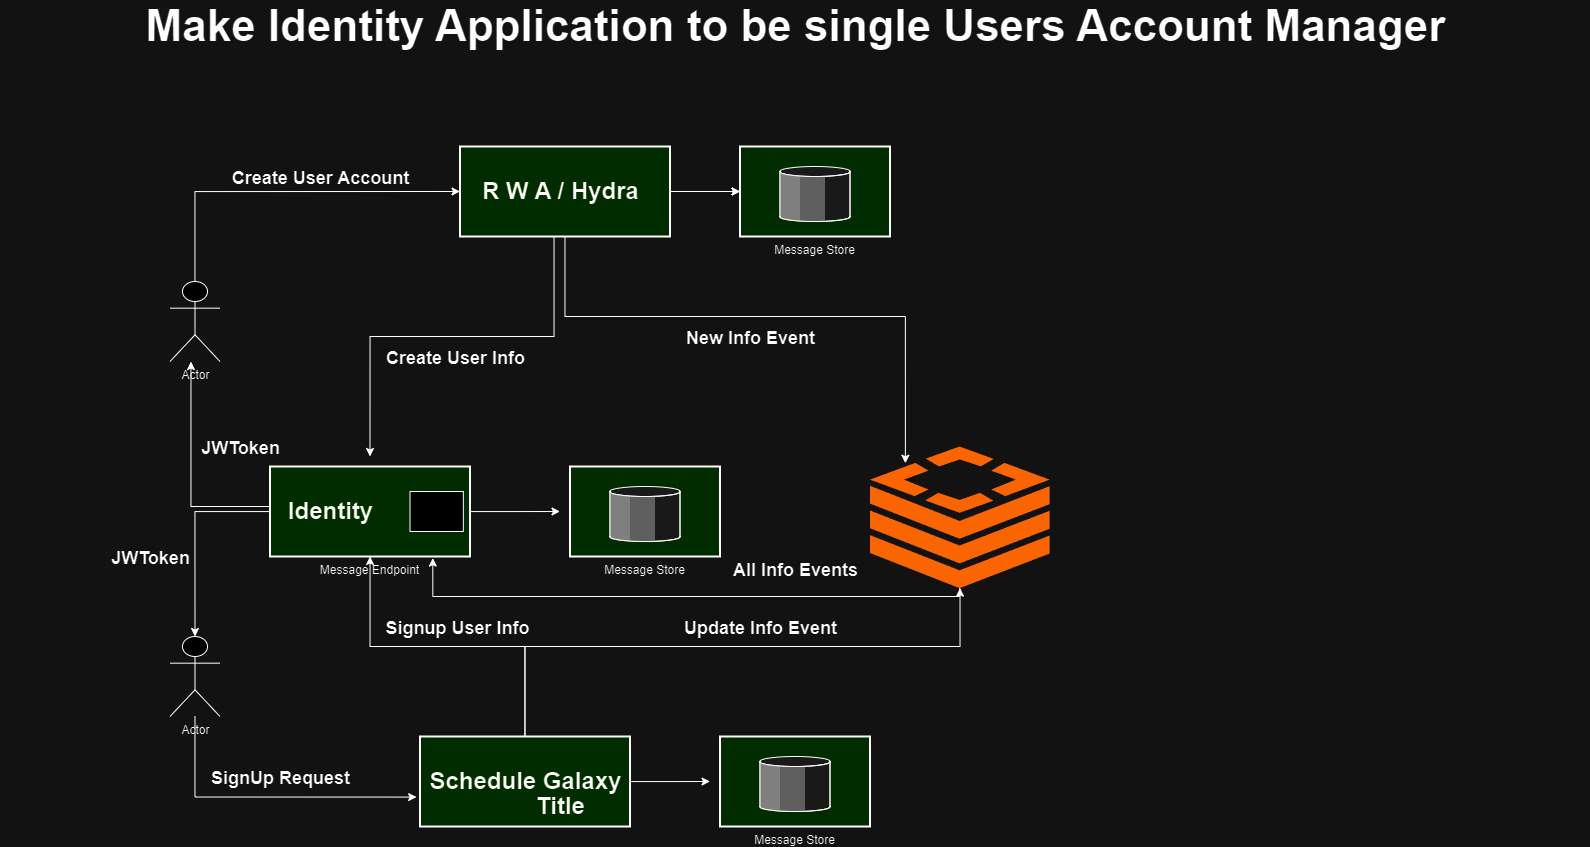 Make Identity Application to be single Users Account Manager
Create User Account
R W A / Hydra
Message Store
New Info Event
Create User Info
Actor
JWToken
Identity
Message Endpoint
Message Store
JWToken
All Info Events
Signup User Info
Update Info Event
Actor
SignUp Request
Schedule Galaxy
Title
Message Store